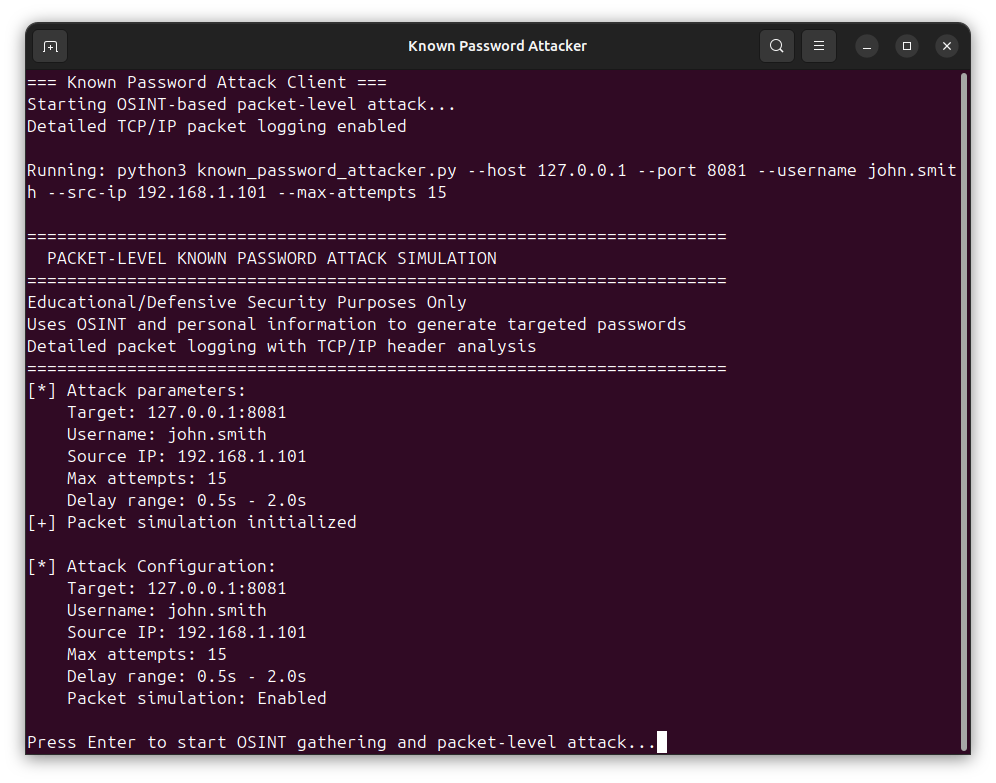 Known Password Attacker
=== Known Password Attack Client ===
Starting OSINT-based packet-level attack...
Detailed TCP/IP packet logging enabled
Running: python3 known_password_attacker.py --host 127.0.0.1 --port 8081 --username john.smit
h --src-ip 192.168.1.101 --max-attempts 15
======================================================================
PACKET-LEVEL KNOWN PASSWORD ATTACK SIMULATION
======================================================================
Educational/Defensive Security Purposes Only
Uses OSINT and personal information to generate targeted passwords
Detailed packet logging with TCP/IP header analysis
======================================================================
[*] Attack parameters:
Target: 127.0.0.1:8081
Username: john.smith
Source IP: 192.168.1.101
Max attempts: 15
Delay range: 0.5s - 2.0s
[+] Packet simulation initialized
[*] Attack Configuration:
Target: 127.0.0.1:8081
Username: john.smith
Source IP: 192.168.1.101
Max attempts: 15
Delay range: 0.5s - 2.0s
Packet simulation: Enabled
Press Enter to start OSINT gathering and packet-level attack...